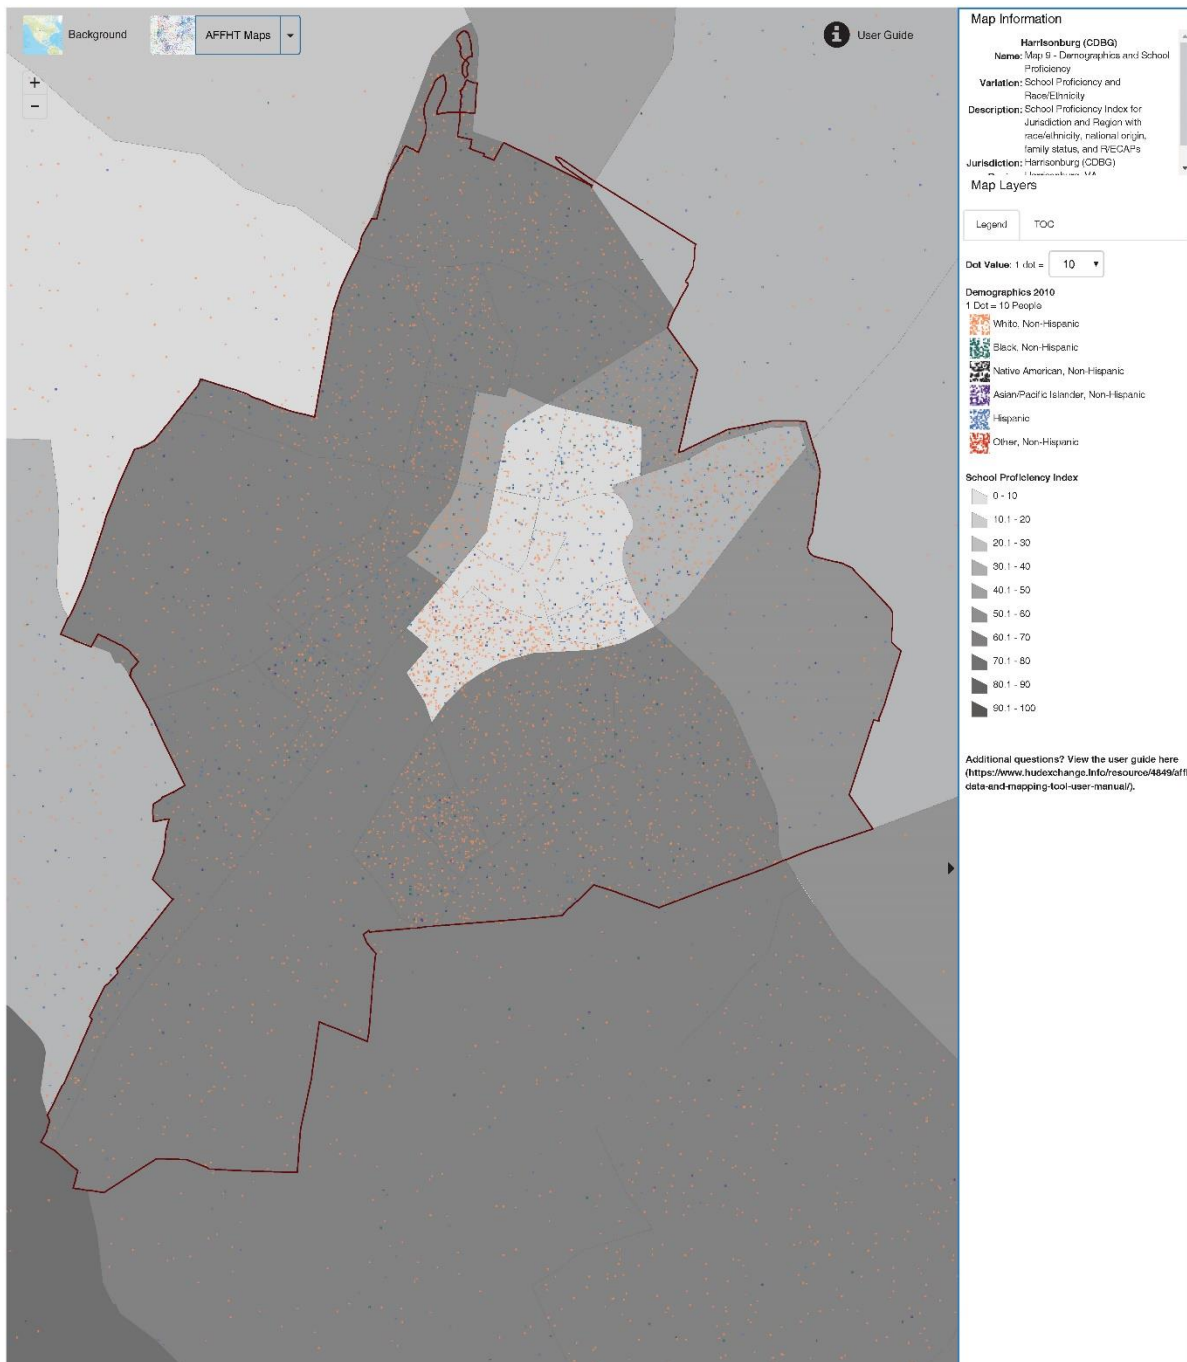 Background
AFFHT Maps
User Guide
+
−
Map Information
Harrisonburg (CDBG)
Name: Map 9 - Demographics and School
Proficiency
Variation: School Proficiency and
Race/Ethnicity
Description: School Proficiency Index for
Jurisdiction and Region with
race/ethnicity, national origin,
family status, and R/ECAPs
Jurisdiction: Harrisonburg (CDBG)
Map Layers
Legend
TOC
Dot Value: 1 dot = 10
Demographics 2010
1 Dot = 10 People
White, Non-Hispanic
Black, Non-Hispanic
Native American, Non-Hispanic
Asian/Pacific Islander, Non-Hispanic
Hispanic
Other, Non-Hispanic
School Proficiency Index
0 - 10
10.1 - 20
20.1 - 30
30.1 - 40
40.1 - 50
50.1 - 60
60.1 - 70
70.1 - 80
80.1 - 90
90.1 - 100
Additional questions? View the user guide here
(https://www.hudexchange.info/resource/4849/aff
data-and-mapping-tool-user-manual/).